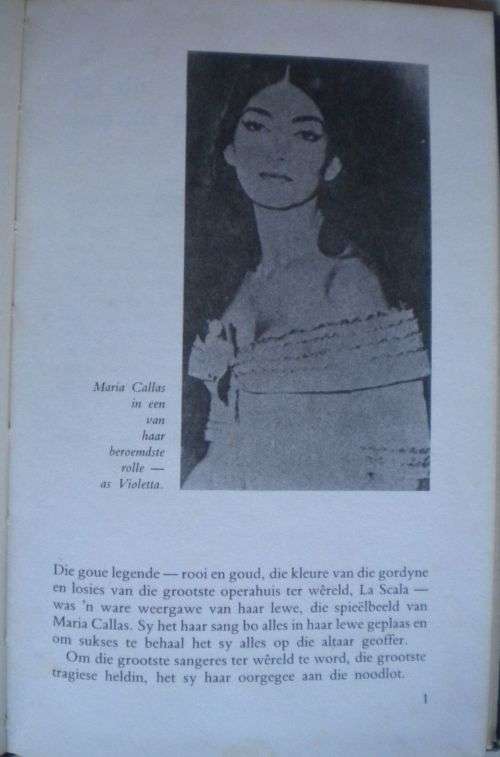 Maria Callas
in een
van
haar
beroemdste
rolle —
as Violetta.
Die goue legende — rooi en goud, die kleure van die gordyne
en losies van die grootste operahuis ter wêreld, La Scala —
was 'n ware weergawe van haar lewe, die spieëlbeeld van
Maria Callas. Sy het haar sang bo alles in haar lewe geplaas en
om sukses te behaal het sy alles op die altaar geoffer.
Om die grootste sangeres ter wêreld te word, die grootste
tragiese heldin, het sy haar oorgegee aan die noodlot.
1